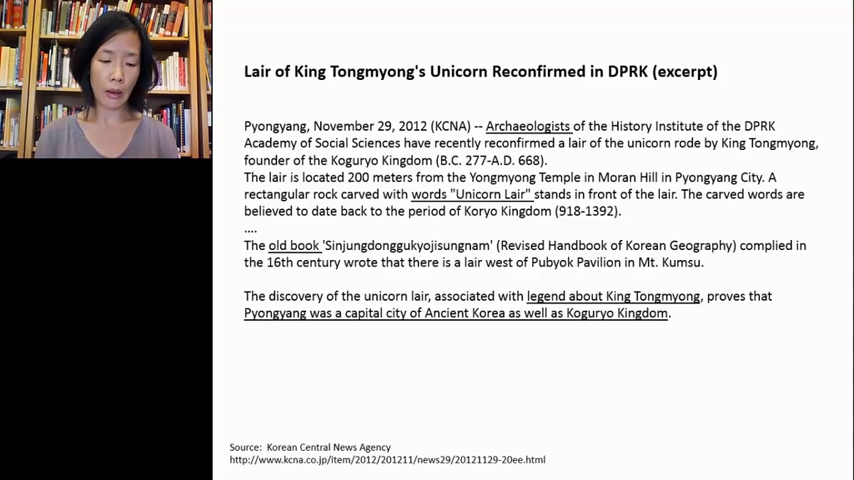 Lair of King Tongmyong's Unicorn Reconfirmed in DPRK (excerpt)
Pyongyang, November 29, 2012 (KCNA) -- Archaeologists of the History Institute of the DPRK
Academy of Social Sciences have recently reconfirmed a lair of the unicorn rode by King Tongmyong,
founder of the Koguryo Kingdom (B.C. 277-A.D. 668).
The lair is located 200 meters from the Yongmyong Temple in Moran Hill in Pyongyang City. A
rectangular rock carved with words "Unicorn Lair" stands in front of the lair. The carved words are
believed to date back to the period of Koryo Kingdom (918-1392).
....
The old book 'Sinjungdonggukyojisungnam' (Revised Handbook of Korean Geography) complied in
the 16th century wrote that there is a lair west of Pubyok Pavilion in Mt. Kumsu.
The discovery of the unicorn lair, associated with legend about King Tongmyong, proves that
Pyongyang was a capital city of Ancient Korea as well as Koguryo Kingdom.
Source: Korean Central News Agency
http://www.kcna.co.jp/item/2012/201211/news29/20121129-20ee.html